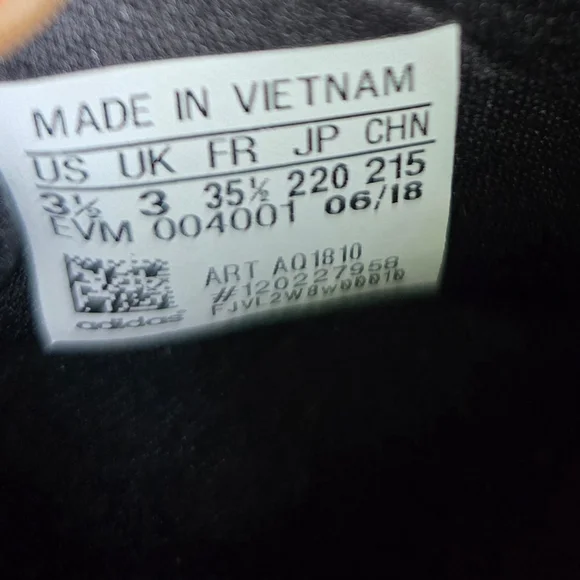 MADE IN VIETNAM
US UK FR JP CHN
3½ 3 35½ 220 215
EVM 004001 06/18
ART AQ1810
#120227958
FJVL2W8W00010
adidas